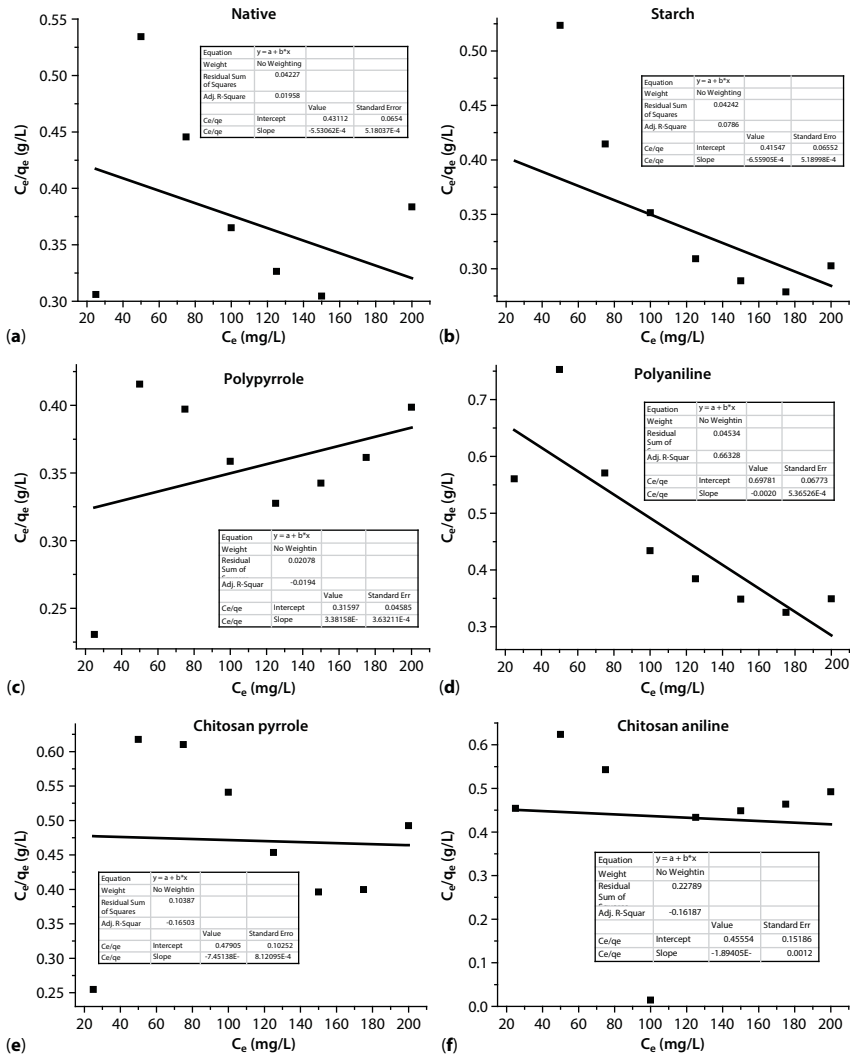 Native
0.55
0.50
0.45
0.40
0.35
0.30
Ce/qe (g/L)
Equation y = a + b*x
Weight No Weighting
Residual Sum of Squares 0.04227
Adj. R-Square 0.01958
Value Standard Error
Ce/qe Intercept 0.43112 0.0654
Ce/qe Slope -5.53062E-4 5.18037E-4
20 40 60 80 100 120 140 160 180 200
(a) Ce (mg/L)
Starch
0.50
0.45
0.40
0.35
0.30
Ce/qe (g/L)
Equation y = a + b*x
Weight No Weighting
Residual Sum of Squares 0.04242
Adj. R-Square 0.0786
Value Standard Erro
Ce/qe Intercept 0.41547 0.06552
Ce/qe Slope -6.55905E-4 5.18998E-4
20 40 60 80 100 120 140 160 180 200
(b) Ce (mg/L)
Polypyrrole
0.40
0.35
0.30
0.25
Ce/qe (g/L)
Equation y = a + b*x
Weight No Weightin
Residual
Sum of
Adj. R-Squar -0.0194
0.02078
Value Standard Err
Ce/qe Intercept 0.31597 0.04585
Ce/qe Slope 3.38158E- 3.63211E-4
20 40 60 80 100 120 140 160 180 200
(c) Ce (mg/L)
Polyaniline
0.7
0.6
0.5
0.4
0.3
Ce/qe (g/L)
Equation y = a + b*x
Weight No Weightin
Residual 0.04534
Sum of
Adj. R-Squar 0.66328
Value Standard Err
Ce/qe Intercept 0.69781 0.06773
Ce/qe Slope -0.0020 5.36526E-4
20 40 60 80 100 120 140 160 180 200
(d) Ce (mg/L)
Chitosan pyrrole
0.60
0.55
0.50
0.45
0.40
0.35
0.30
0.25
Ce/qe (g/L)
Equation y = a + b*x
Weight No Weightin
Residual Sum 0.10387
of Squares
Adj. R-Squar -0.16503
Value Standard Erro
Ce/qe Intercept 0.47905 0.10252
Ce/qe Slope -7.45138E- 8.12095E-4
20 40 60 80 100 120 140 160 180 200
(e) Ce (mg/L)
Chitosan aniline
0.6
0.5
0.4
0.3
0.2
0.1
0.0
Ce/qe (g/L)
Equation y = a + b*x
Weight No Weightin
Residual 0.22789
Sum of
Adj. R-Squar -0.16187
Value Standard Err
Ce/qe Intercept 0.45554 0.15186
Ce/qe Slope -1.89405E- 0.0012
20 40 60 80 100 120 140 160 180 200
(f) Ce (mg/L)